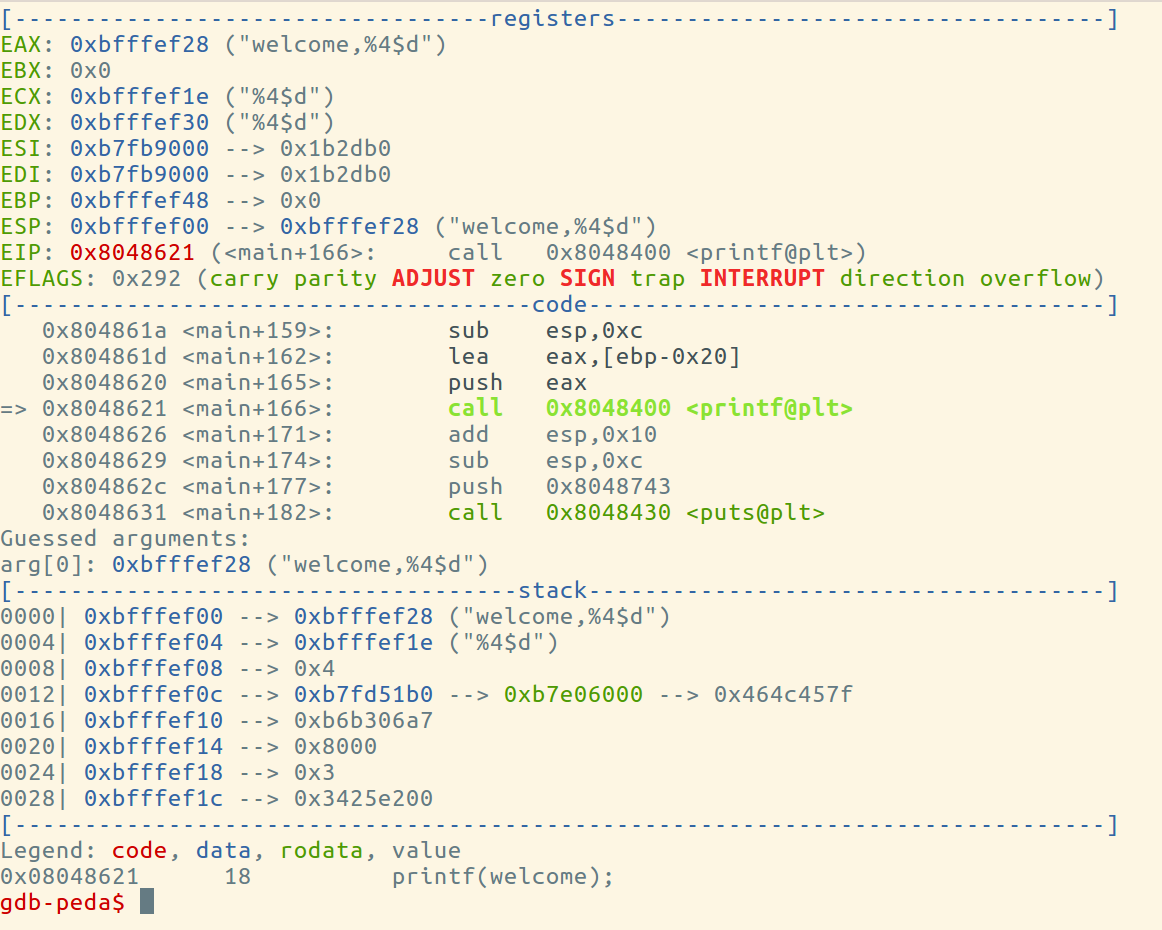 [----------------------------------registers-----------------------------------]
EAX: 0xbfffef28 ("welcome,%4$d")
EBX: 0x0
ECX: 0xbfffef1e ("%4$d")
EDX: 0xbfffef30 ("%4$d")
ESI: 0xb7fb9000 --> 0x1b2db0
EDI: 0xb7fb9000 --> 0x1b2db0
EBP: 0xbfffef48 --> 0x0
ESP: 0xbfffef00 --> 0xbfffef28 ("welcome,%4$d")
EIP: 0x8048621 (<main+166>:     call   0x8048400 <printf@plt>)
EFLAGS: 0x292 (carry parity ADJUST zero SIGN trap INTERRUPT direction overflow)
[-------------------------------------code-------------------------------------]
   0x804861a <main+159>:        sub    esp,0xc
   0x804861d <main+162>:        lea    eax,[ebp-0x20]
   0x8048620 <main+165>:        push   eax
=> 0x8048621 <main+166>:        call   0x8048400 <printf@plt>
   0x8048626 <main+171>:        add    esp,0x10
   0x8048629 <main+174>:        sub    esp,0xc
   0x804862c <main+177>:        push   0x8048743
   0x8048631 <main+182>:        call   0x8048430 <puts@plt>
Guessed arguments:
arg[0]: 0xbfffef28 ("welcome,%4$d")
[------------------------------------stack-------------------------------------]
0000| 0xbfffef00 --> 0xbfffef28 ("welcome,%4$d")
0004| 0xbfffef04 --> 0xbfffef1e ("%4$d")
0008| 0xbfffef08 --> 0x4
0012| 0xbfffef0c --> 0xb7fd51b0 --> 0xb7e06000 --> 0x464c457f
0016| 0xbfffef10 --> 0xb6b306a7
0020| 0xbfffef14 --> 0x8000
0024| 0xbfffef18 --> 0x3
0028| 0xbfffef1c --> 0x3425e200
[------------------------------------------------------------------------------]
Legend: code, data, rodata, value
0x08048621      18          printf(welcome);
gdb-peda$